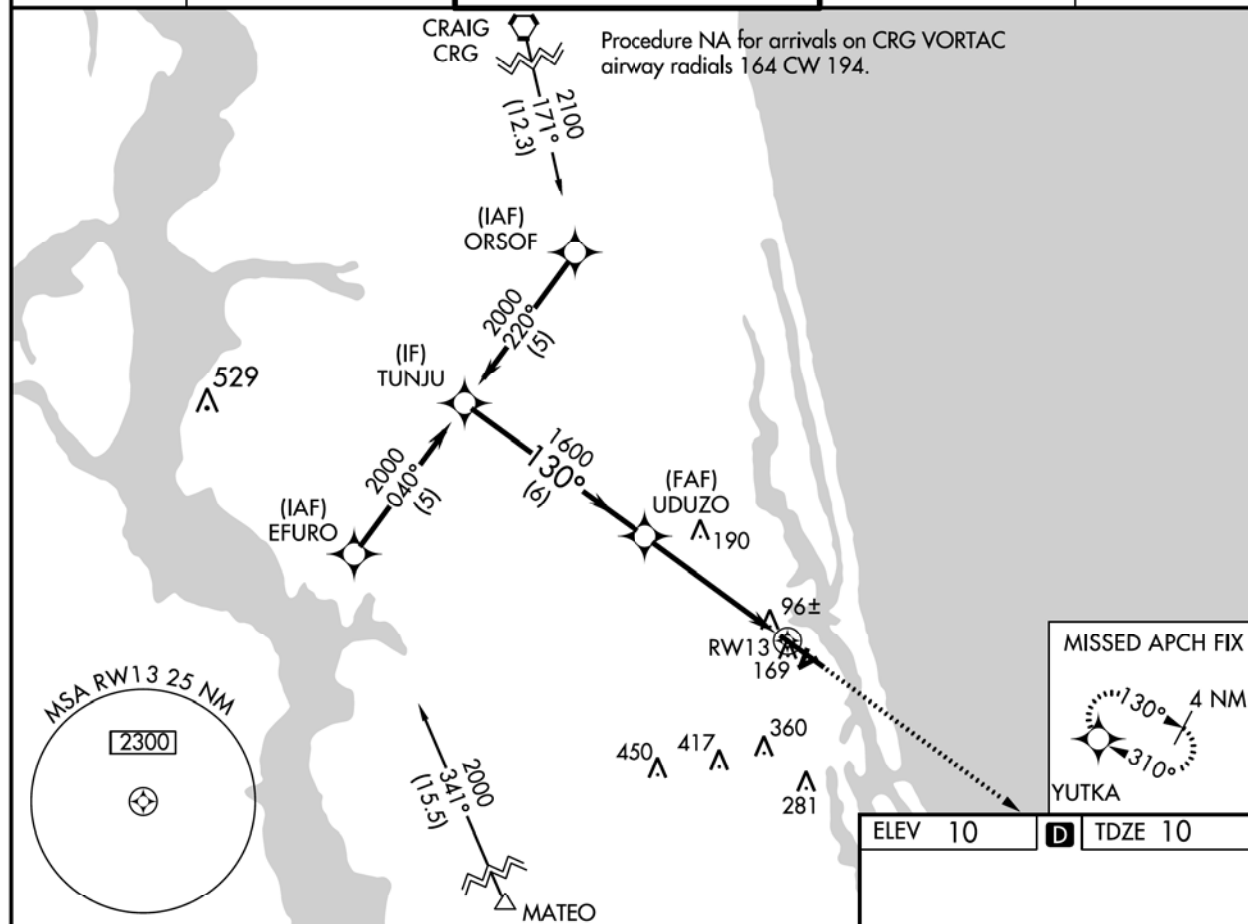 CRAIG
CRG
Procedure NA for arrivals on CRG VORTAC
airway radials 164 CW 194.
2100
171°
(12.3)
(IAF)
ORSOF
2000
220°
(5)
(IF)
TUNJU
529
2000
040°
(5)
(IAF)
EFURO
1600
130°
(6)
(FAF)
UDUZO
190
96±
RW13
169
MISSED APCH FIX
130°
4 NM
310°
YUTKA
MSA RW13 25 NM
2300
450
417
360
281
2000
341°
(15.5)
MATEO
ELEV 10
D
TDZE 10